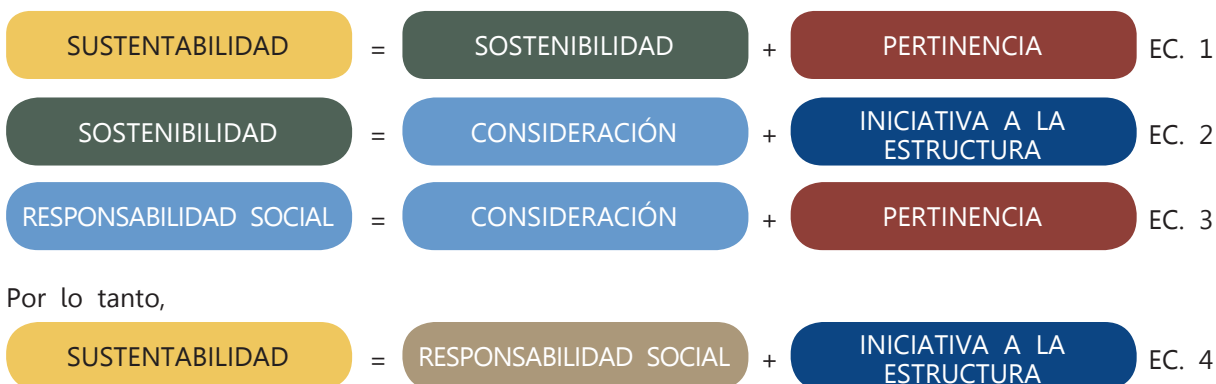 SUSTENTABILIDAD = SOSTENIBILIDAD + PERTINENCIA EC. 1
SOSTENIBILIDAD = CONSIDERACIÓN + INICIATIVA A LA ESTRUCTURA EC. 2
RESPONSABILIDAD SOCIAL = CONSIDERACIÓN + PERTINENCIA EC. 3
Por lo tanto,
SUSTENTABILIDAD = RESPONSABILIDAD SOCIAL + INICIATIVA A LA ESTRUCTURA EC. 4